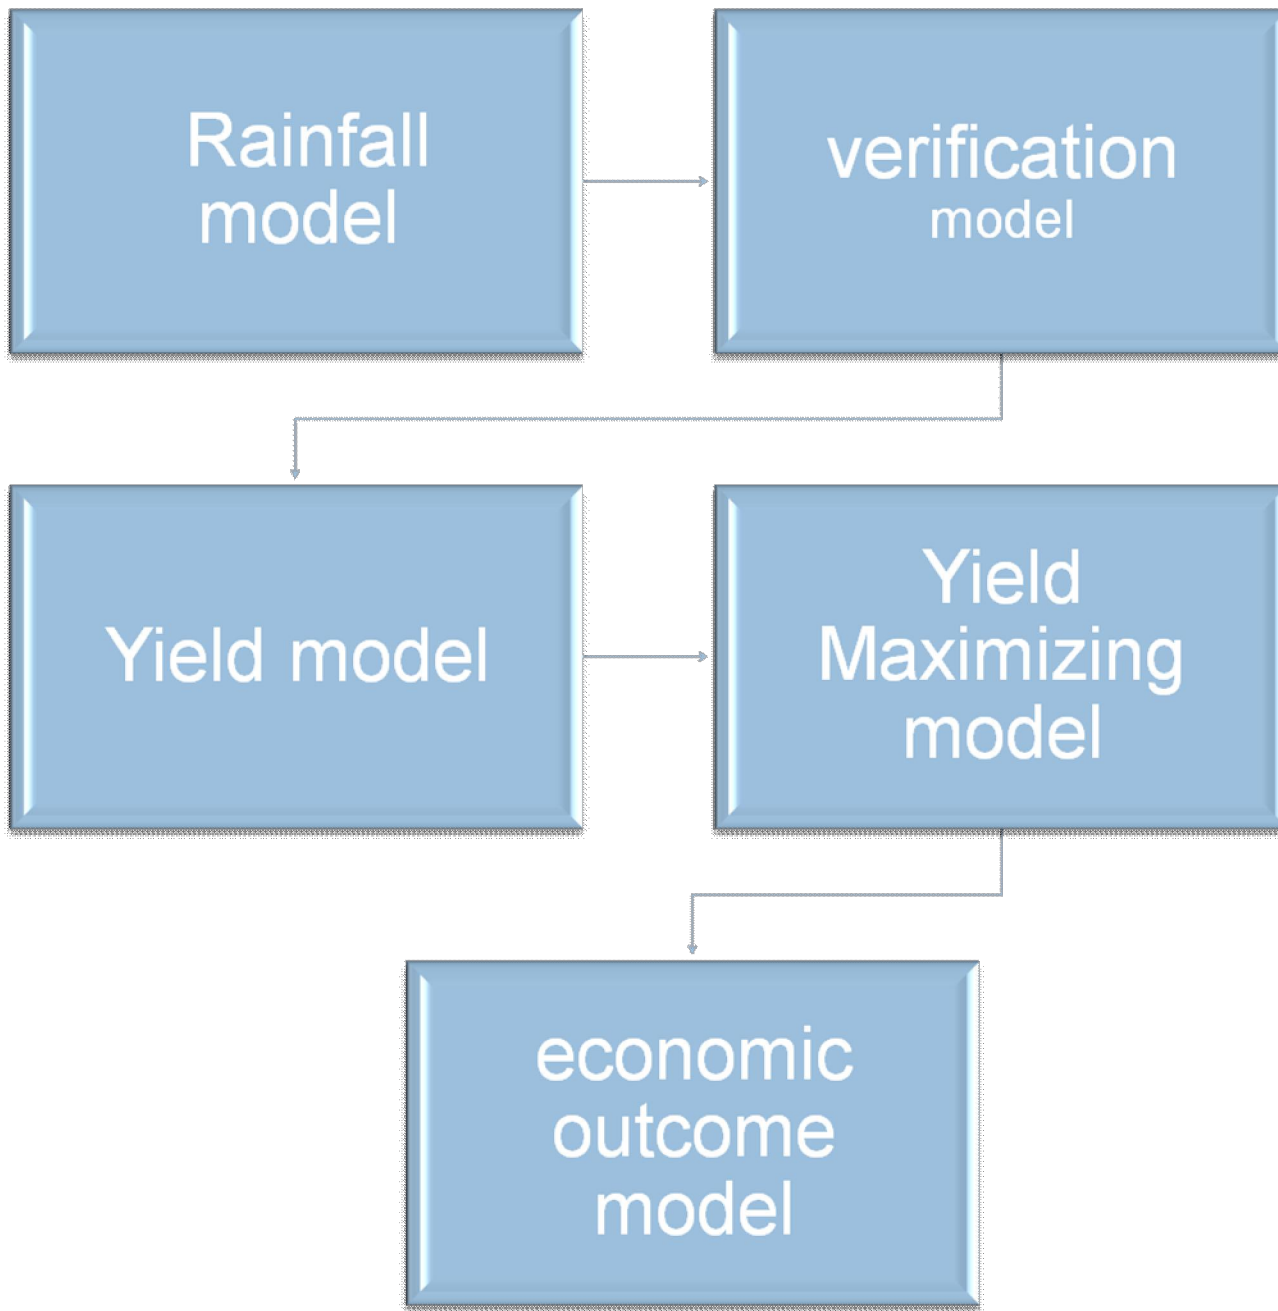 Rainfall
model
verification
model
Yield model
Yield
Maximizing
model
economic
outcome
model